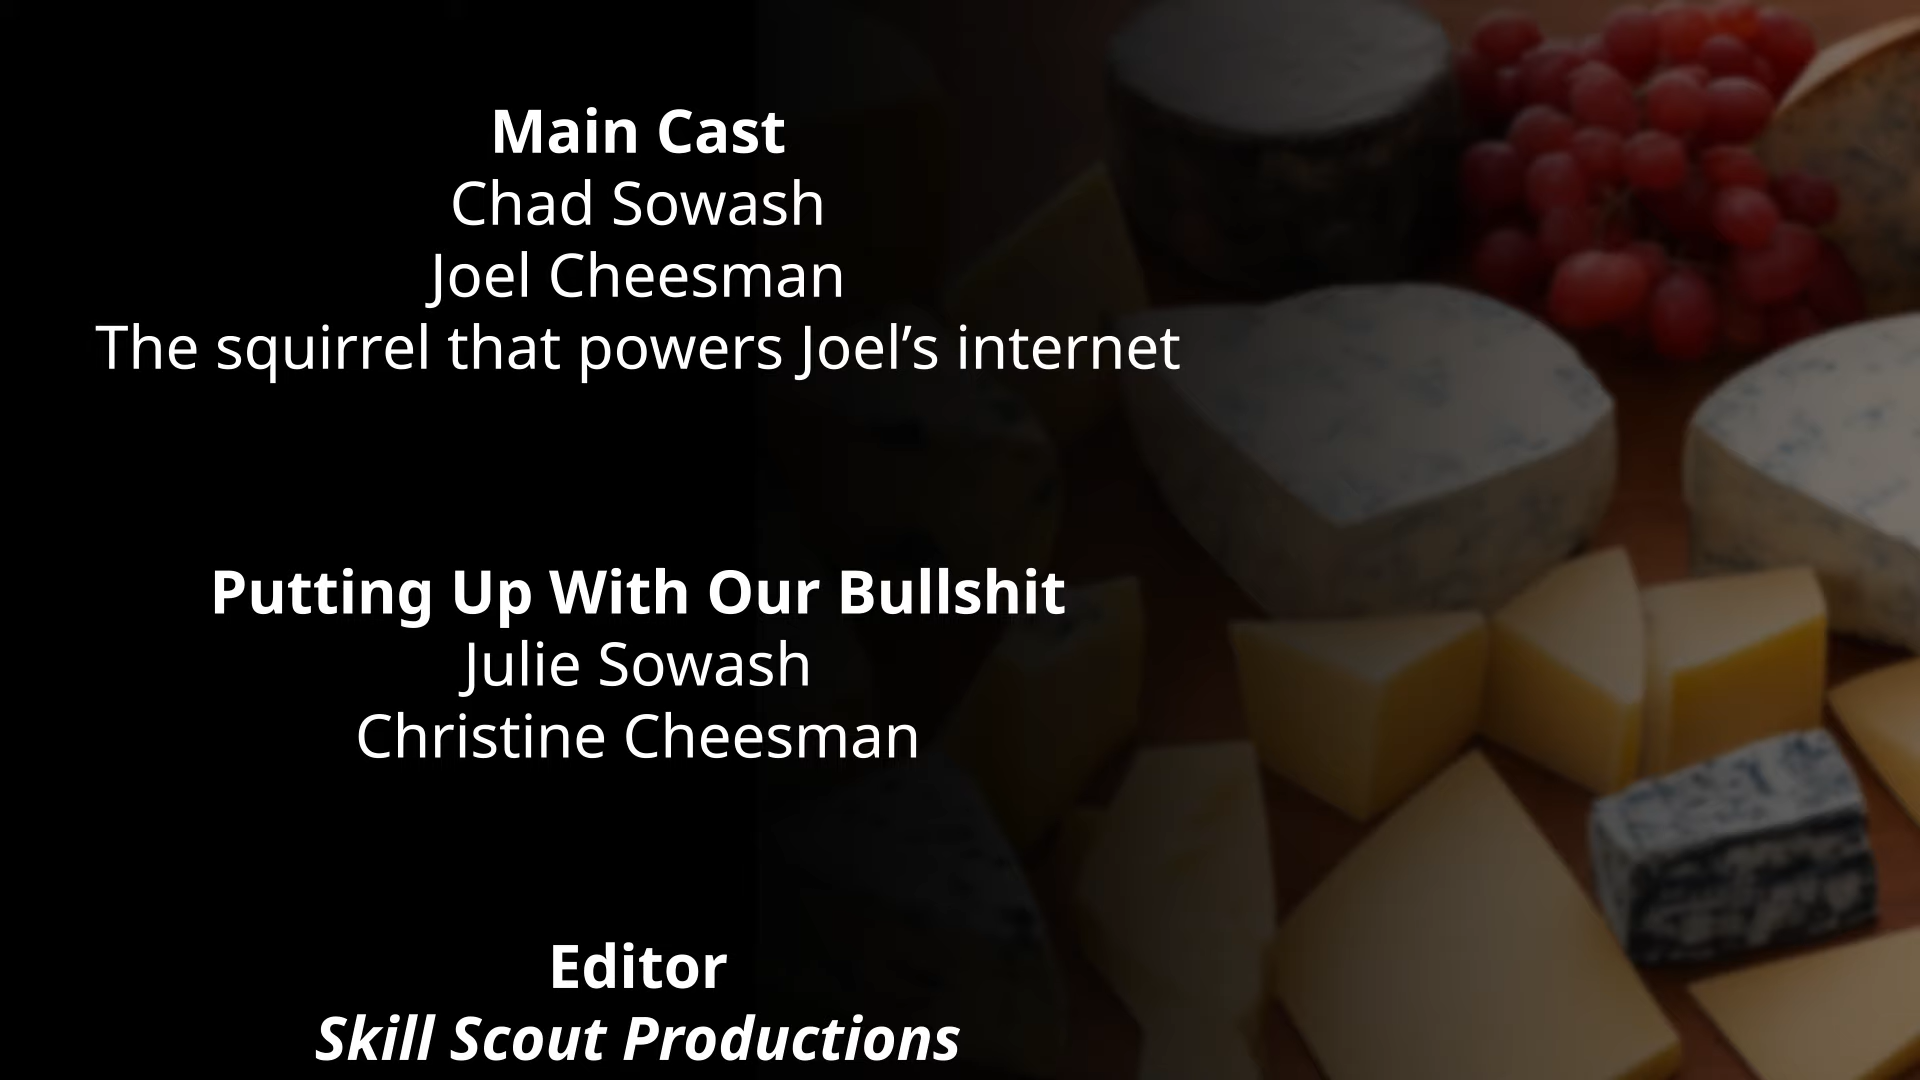 Main Cast
Chad Sowash
Joel Cheesman
The squirrel that powers Joel’s internet
Putting Up With Our Bullshit
Julie Sowash
Christine Cheesman
Editor
Skill Scout Productions